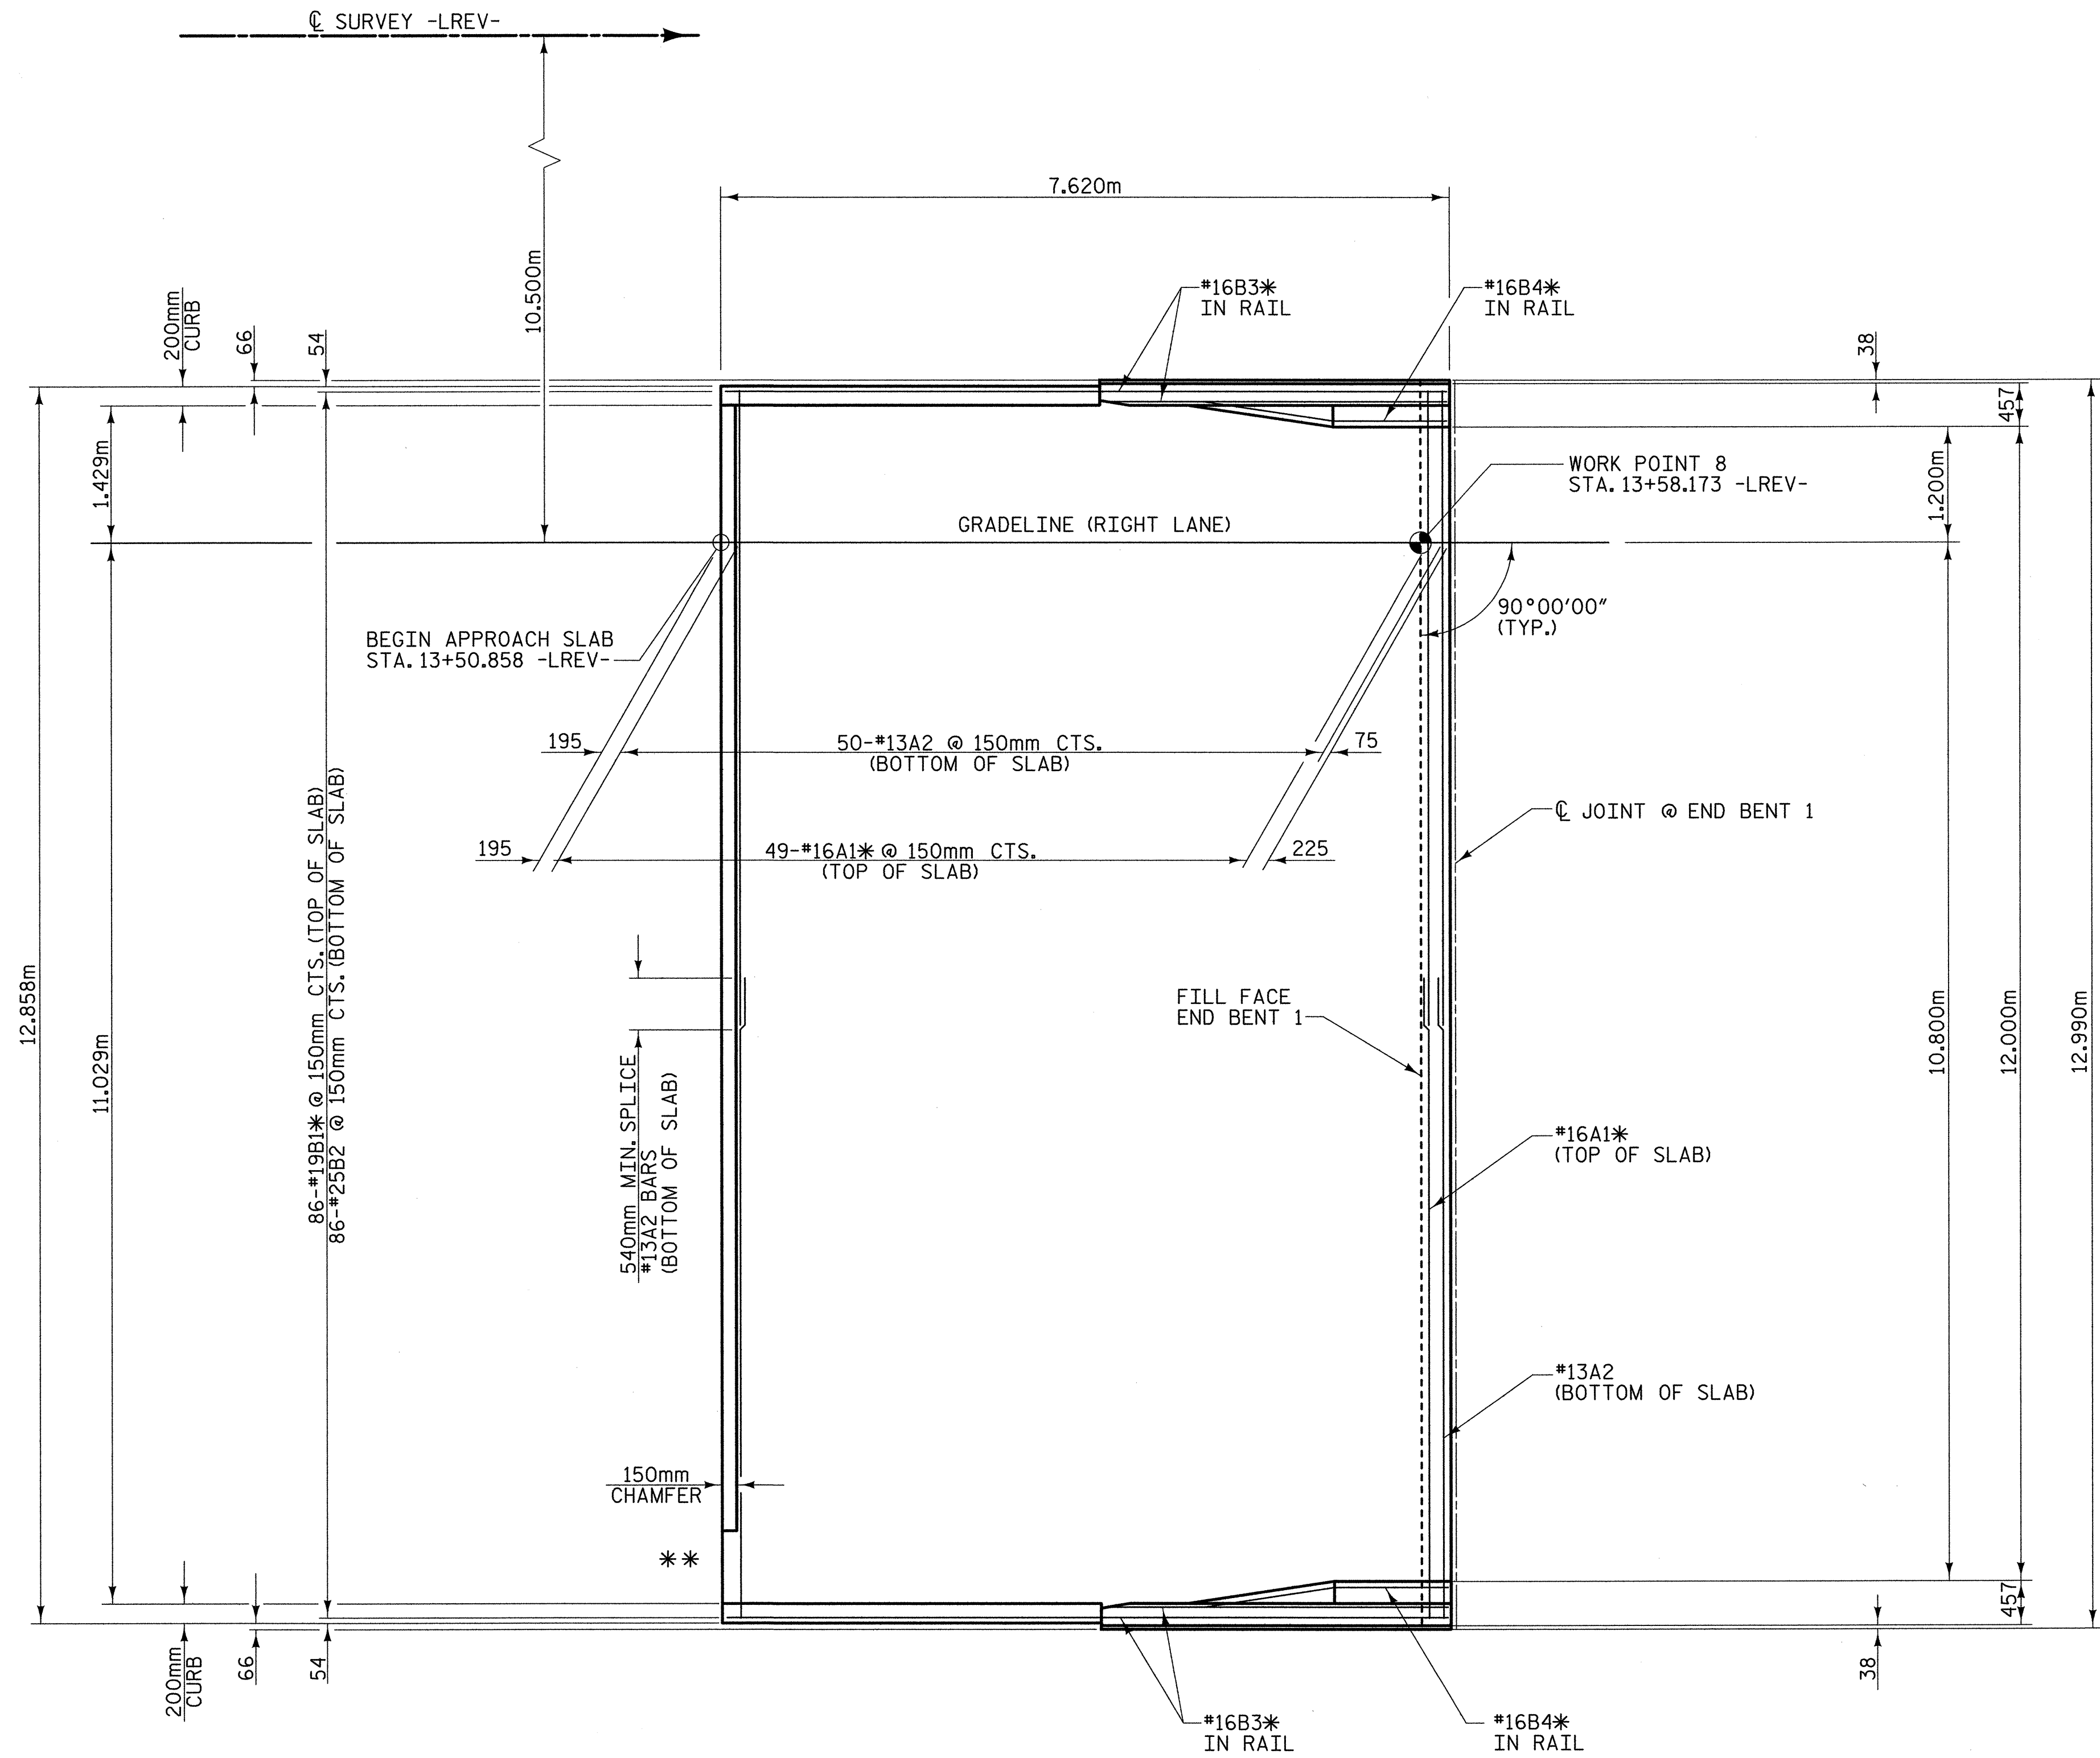 ℄ SURVEY -LREV-
7.620m
10.500m
#16B3*
IN RAIL
#16B4*
IN RAIL
200mm
CURB
66
54
38
457
1.429m
1.200m
WORK POINT 8
STA. 13+58.173 -LREV-
GRADELINE (RIGHT LANE)
90°00'00"
(TYP.)
BEGIN APPROACH SLAB
STA. 13+50.858 -LREV-
195
50-#13A2 @ 150mm CTS.
(BOTTOM OF SLAB)
75
195
49-#16A1* @ 150mm CTS.
(TOP OF SLAB)
225
℄ JOINT @ END BENT 1
12.858m
11.029m
86-#19B1* @ 150mm CTS. (TOP OF SLAB)
86-#25B2 @ 150mm CTS. (BOTTOM OF SLAB)
540mm MIN. SPLICE
#13A2 BARS
(BOTTOM OF SLAB)
FILL FACE
END BENT 1
10.800m
12.000m
12.990m
#16A1*
(TOP OF SLAB)
#13A2
(BOTTOM OF SLAB)
150mm
CHAMFER
**
200mm
CURB
66
54
457
38
#16B3*
IN RAIL
#16B4*
IN RAIL